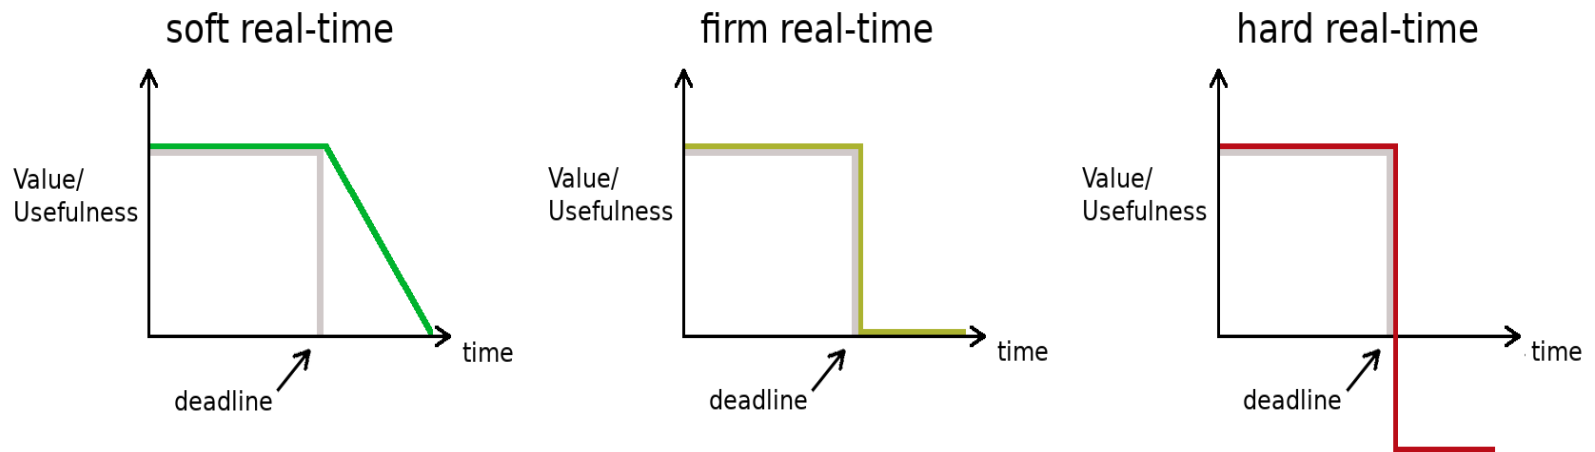 soft real-time
Value/
Usefulness
time
deadline
firm real-time
Value/
Usefulness
time
deadline
hard real-time
Value/
Usefulness
time
deadline